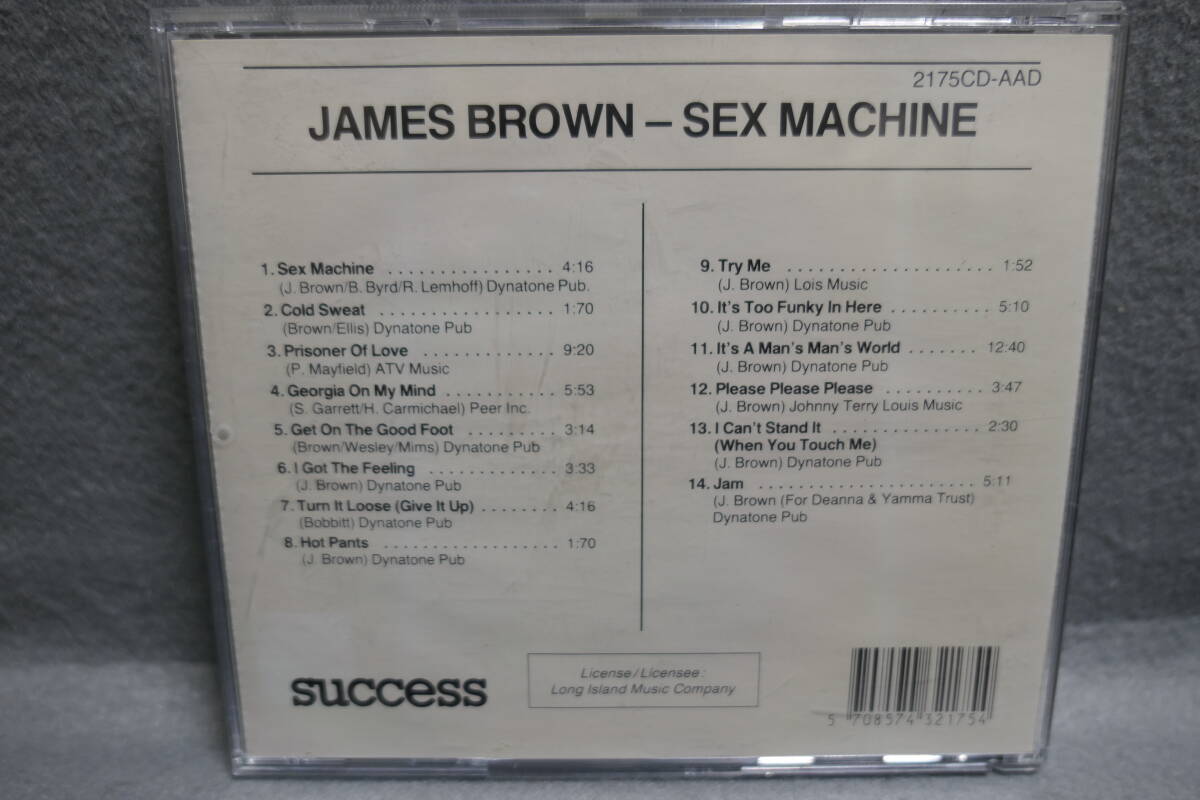 2175CD-AAD
JAMES BROWN – SEX MACHINE
1. Sex Machine . . . . . . . . . . . . . . . . . 4:16
(J. Brown/B. Byrd/R. Lemhoff) Dynatone Pub.
2. Cold Sweat . . . . . . . . . . . . . . . . . . 1:70
(Brown/Ellis) Dynatone Pub
3. Prisoner Of Love . . . . . . . . . . . . . 9:20
(P. Mayfield) ATV Music
4. Georgia On My Mind . . . . . . . . . . . 5:53
(S. Garrett/H. Carmichael) Peer Inc.
5. Get On The Good Foot . . . . . . . . . 3:14
(Brown/Wesley/Mims) Dynatone Pub
6. I Got The Feeling . . . . . . . . . . . . . 3:33
(J. Brown) Dynatone Pub
7. Turn It Loose (Give It Up) . . . . . . . . 4:16
(Bobbitt) Dynatone Pub
8. Hot Pants . . . . . . . . . . . . . . . . . . 1:70
(J. Brown) Dynatone Pub
9. Try Me . . . . . . . . . . . . . . . . . . . . . 1:52
(J. Brown) Lois Music
10. It's Too Funky In Here . . . . . . . . . . 5:10
(J. Brown) Dynatone Pub
11. It's A Man's Man's World . . . . . . . 12:40
(J. Brown) Dynatone Pub
12. Please Please Please . . . . . . . . . . . 3:47
(J. Brown) Johnny Terry Louis Music
13. I Can't Stand It . . . . . . . . . . . . . . . 2:30
(When You Touch Me)
(J. Brown) Dynatone Pub
14. Jam . . . . . . . . . . . . . . . . . . . . . . 5:11
(J. Brown (For Deanna & Yamma Trust)
Dynatone Pub
success
License/Licensee:
Long Island Music Company
5 708574 321754